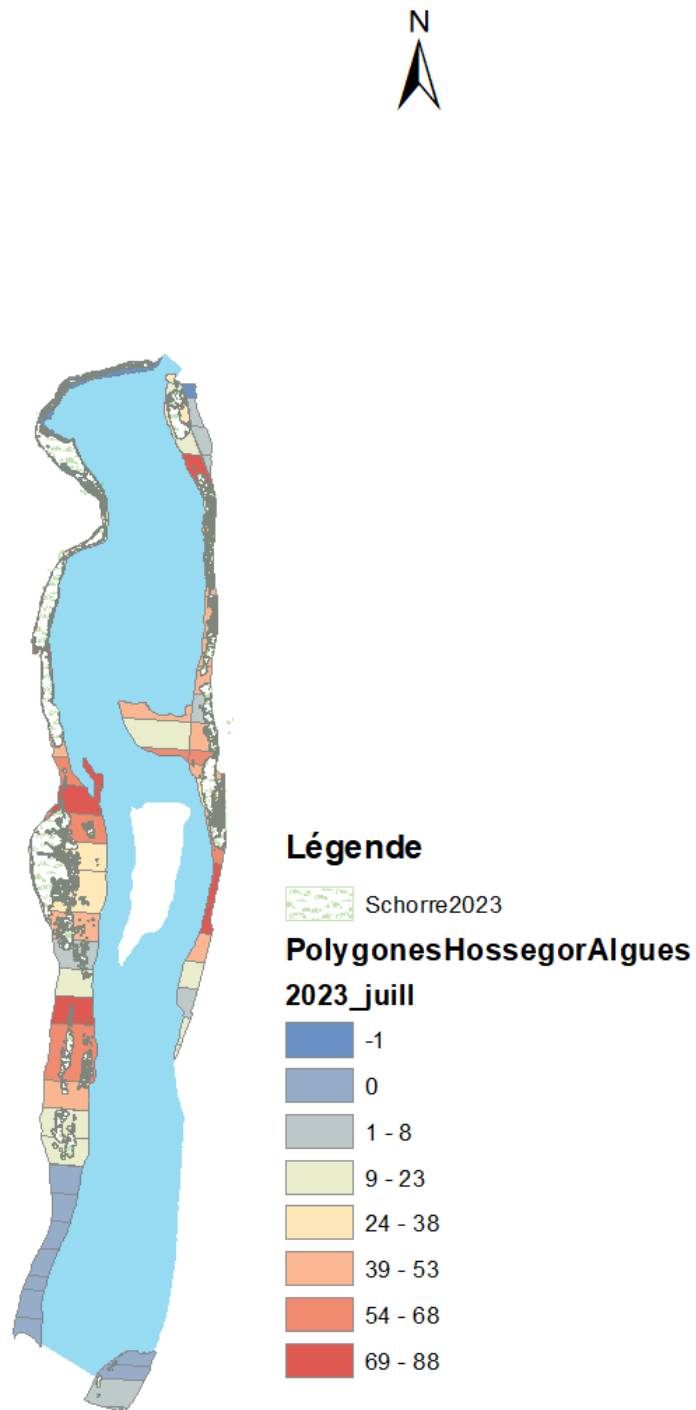 N
Légende
Schorre2023
PolygonesHossegorAlgues
2023_juill
-1
0
1 - 8
9 - 23
24 - 38
39 - 53
54 - 68
69 - 88